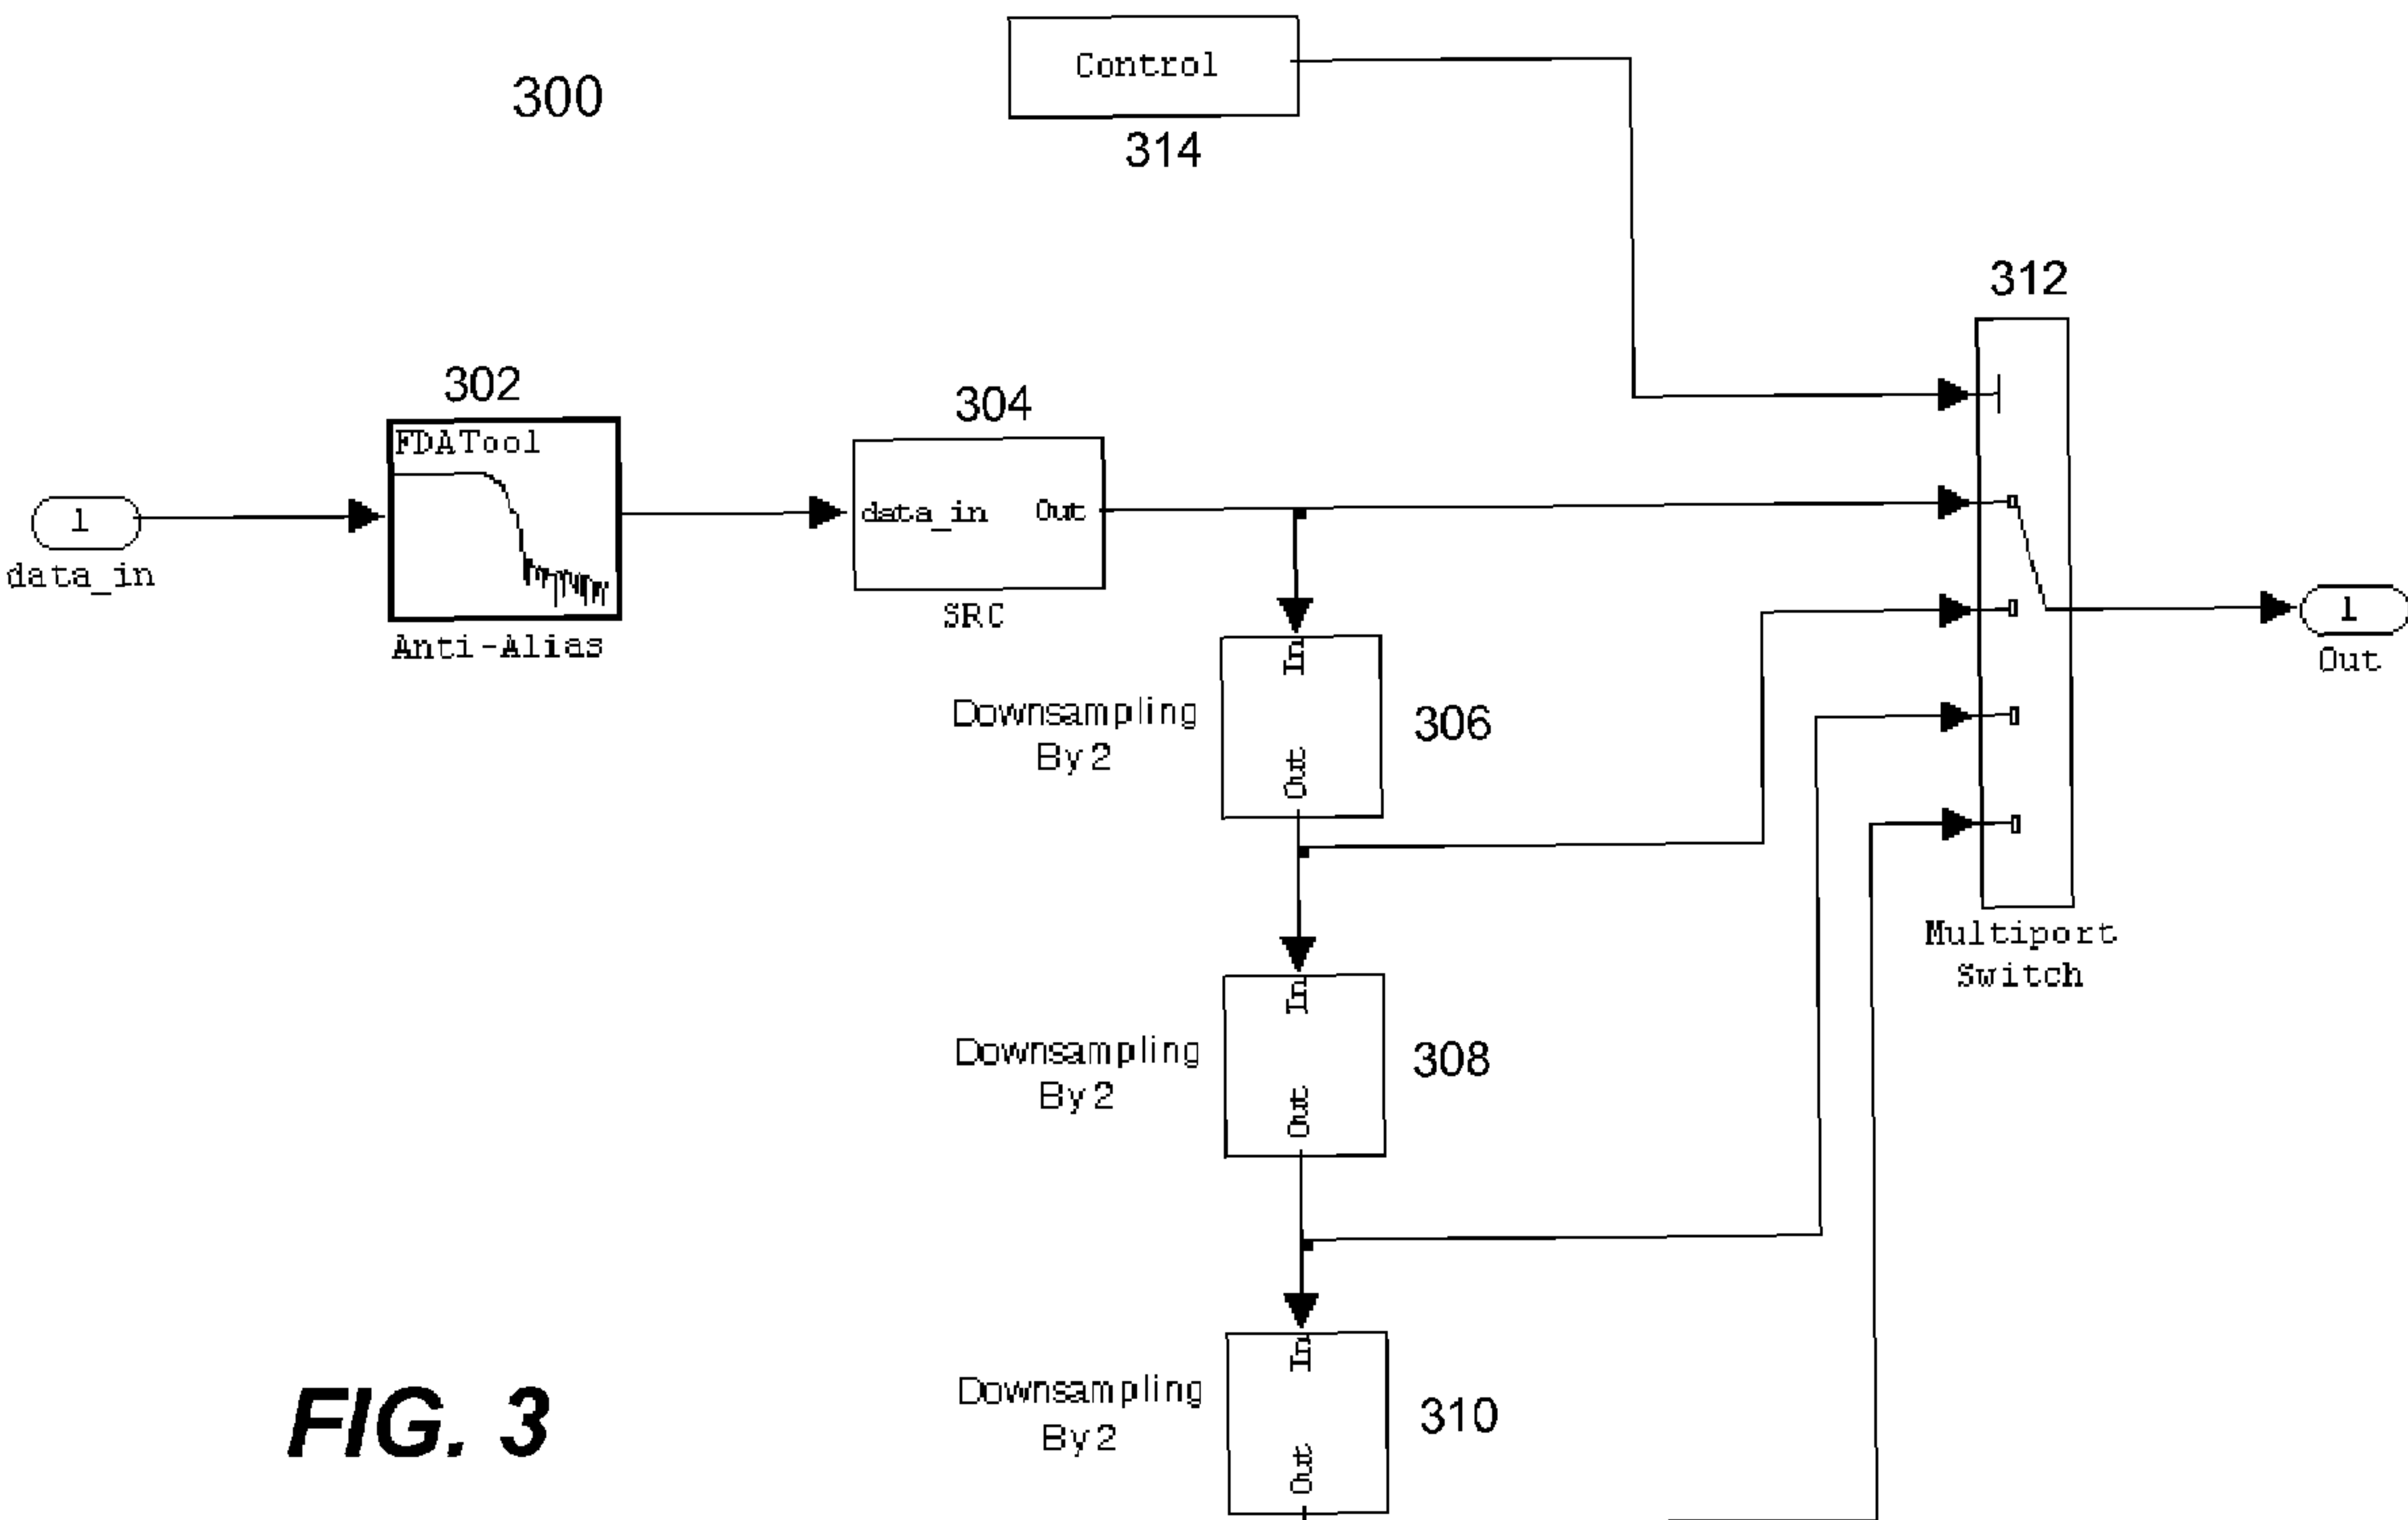 300
Control
314
312
302
304
FDATool
1
data_in
data_in Out
Anti-Alias
SRC
1
Out
In
Downsampling
By 2
306
Out
Multiport
Switch
In
Downsampling
By 2
308
Out
In
Downsampling
By 2
310
Out
FIG. 3